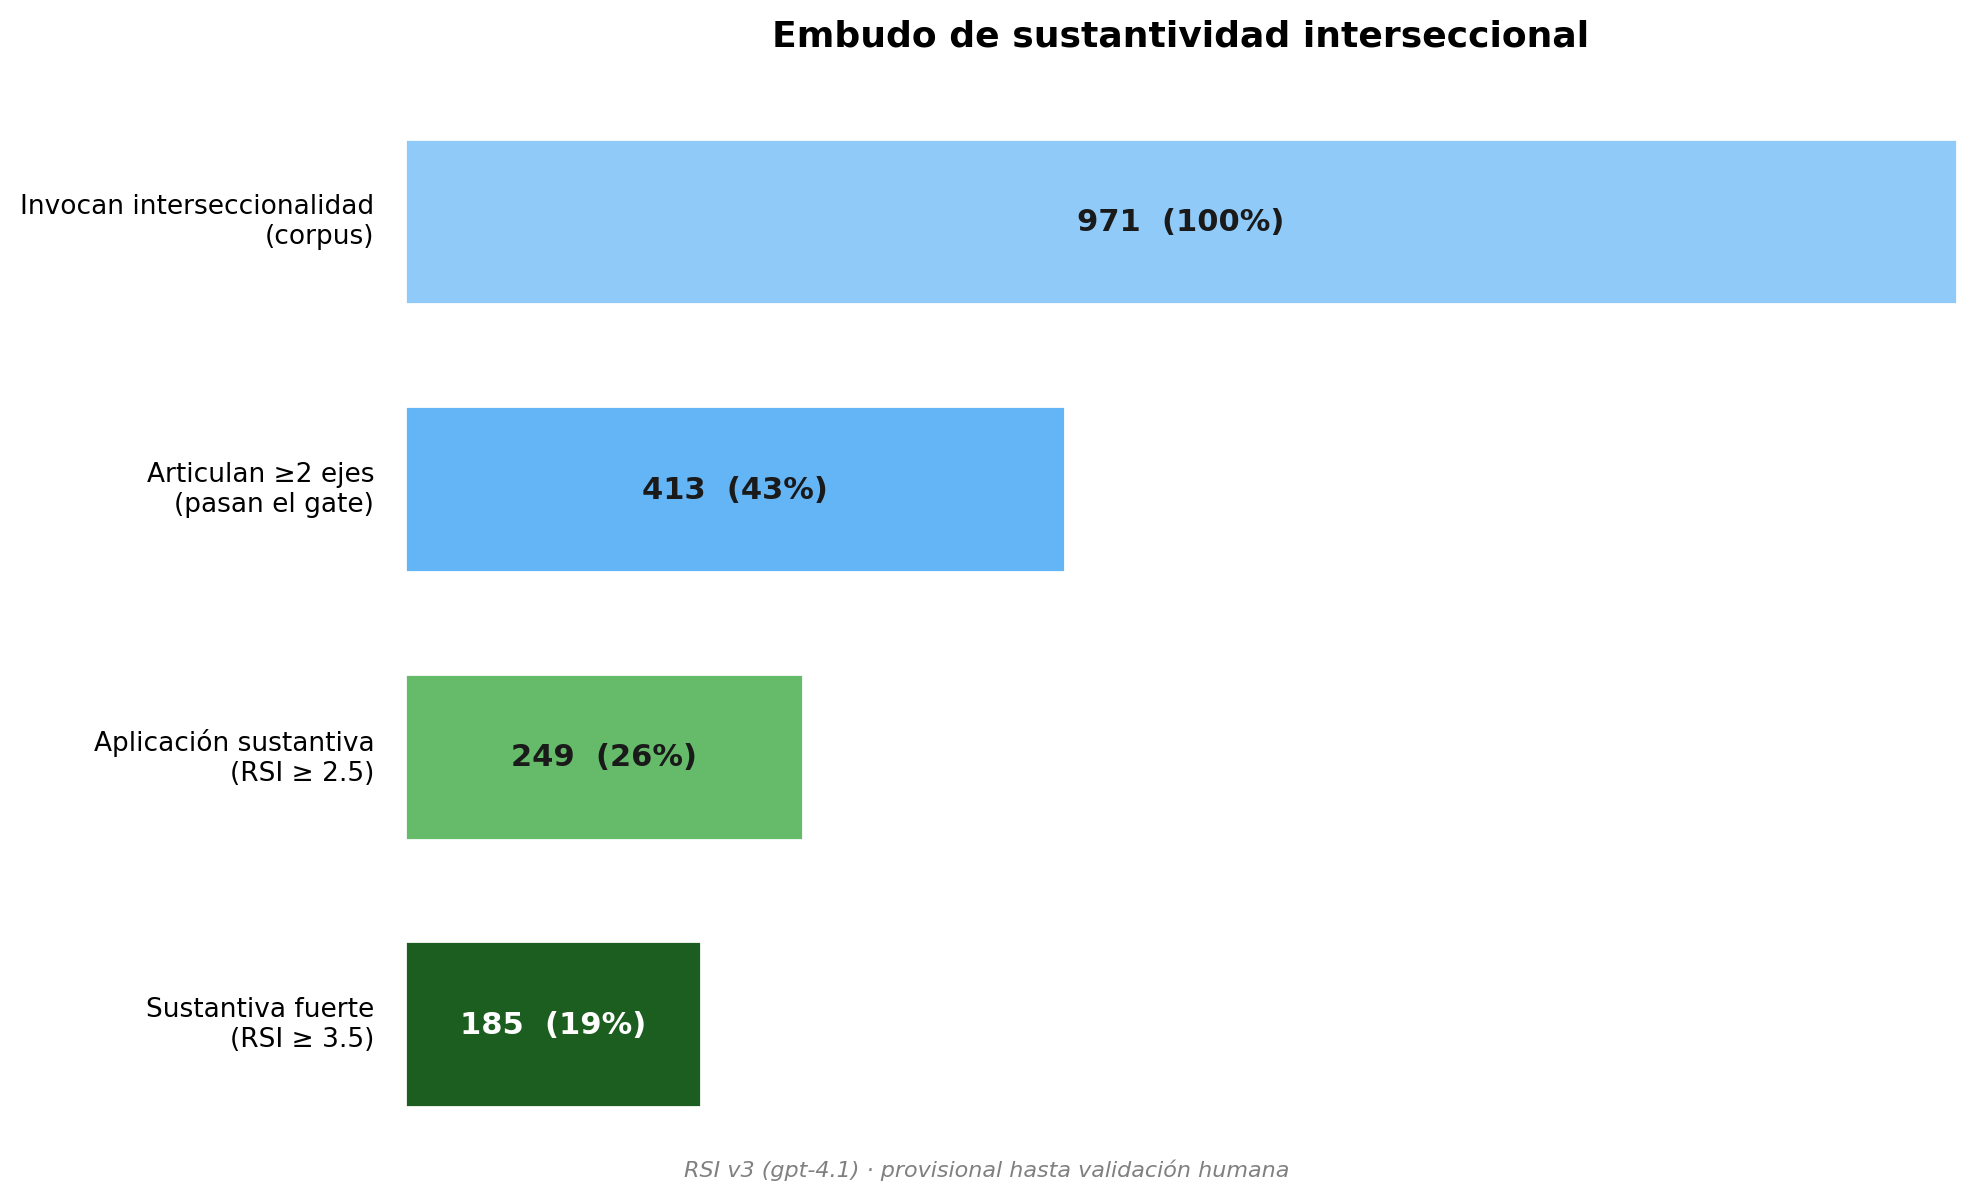 Embudo de sustantividad interseccional
Invocan interseccionalidad
(corpus)
971  (100%)
Articulan ≥2 ejes
(pasan el gate)
413  (43%)
Aplicación sustantiva
(RSI ≥ 2.5)
249  (26%)
Sustantiva fuerte
(RSI ≥ 3.5)
185  (19%)
RSI v3 (gpt-4.1) · provisional hasta validación humana